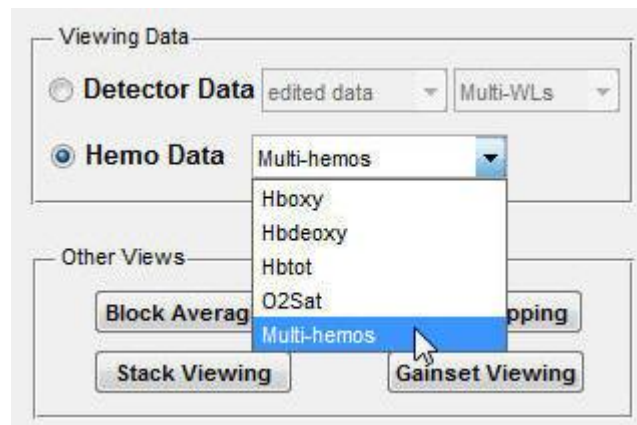 Viewing Data
Detector Data edited data Multi-WLs
Hemo Data Multi-hemos
Hboxy
Hbdeoxy
Other Views
Hbtot
O2Sat
Block Averag pping
Multi-hemos
Stack Viewing Gainset Viewing